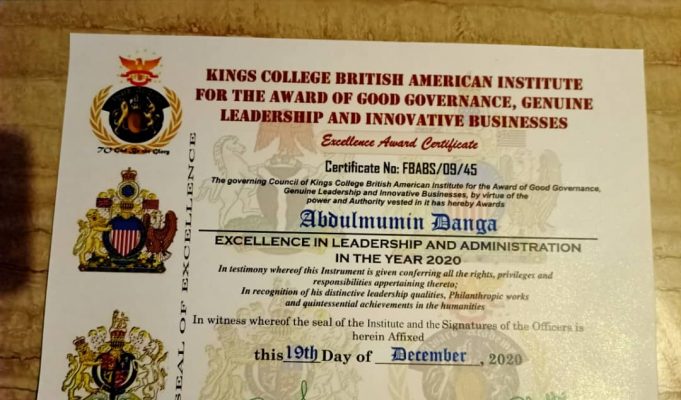 KINGS COLLEGE BRITISH AMERICAN INSTITUTE
FOR THE AWARD OF GOOD GOVERNANCE, GENUINE
LEADERSHIP AND INNOVATIVE BUSINESSES
Excellence Award Certificate
Certificate No: FBABS/09/45
The governing Council of Kings College British American Institute for the Award of Good Governance,
Genuine Leadership and Innovative Businesses, by virtue of the
power and Authority vested in it has hereby Awards
Abdulmumin Danga
EXCELLENCE IN LEADERSHIP AND ADMINISTRATION
IN THE YEAR 2020
In testimony whereof this Instrument is given conferring all the rights, privileges and
responsibilities appertaining thereto;
In recognition of his distinctive leadership qualities, Philanthropic works
and quintessential achievements in the humanities
In witness whereof the seal of the Institute and the Signatures of the Officers is
herein Affixed
this 19th Day of December, 2020
TO God Be the Glory
SEAL OF EXCELLENCE